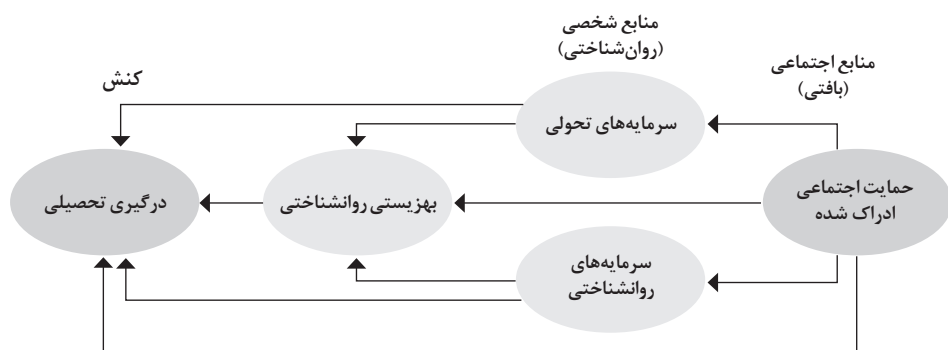 منابع شخصی
(روان‌شناختی)
منابع اجتماعی
(بافتی)
کنش
سرمایه‌های تحولی
حمایت اجتماعی
ادراک شده
بهزیستی روانشناختی
درگیری تحصیلی
سرمایه‌های
روانشناختی